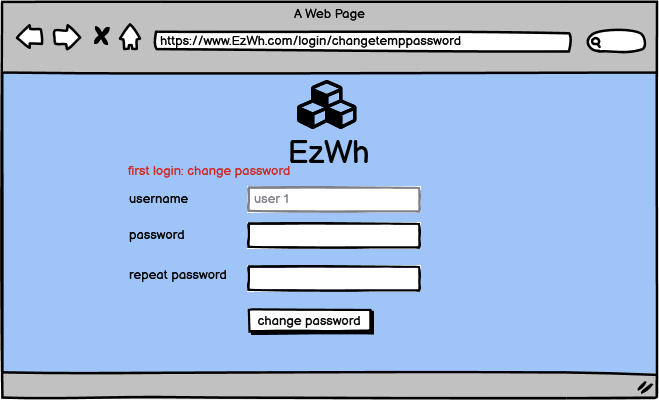 A Web Page
https://www.EzWh.com/login/changetemppassword
EzWh
first login: change password
username
user 1
password
repeat password
change password